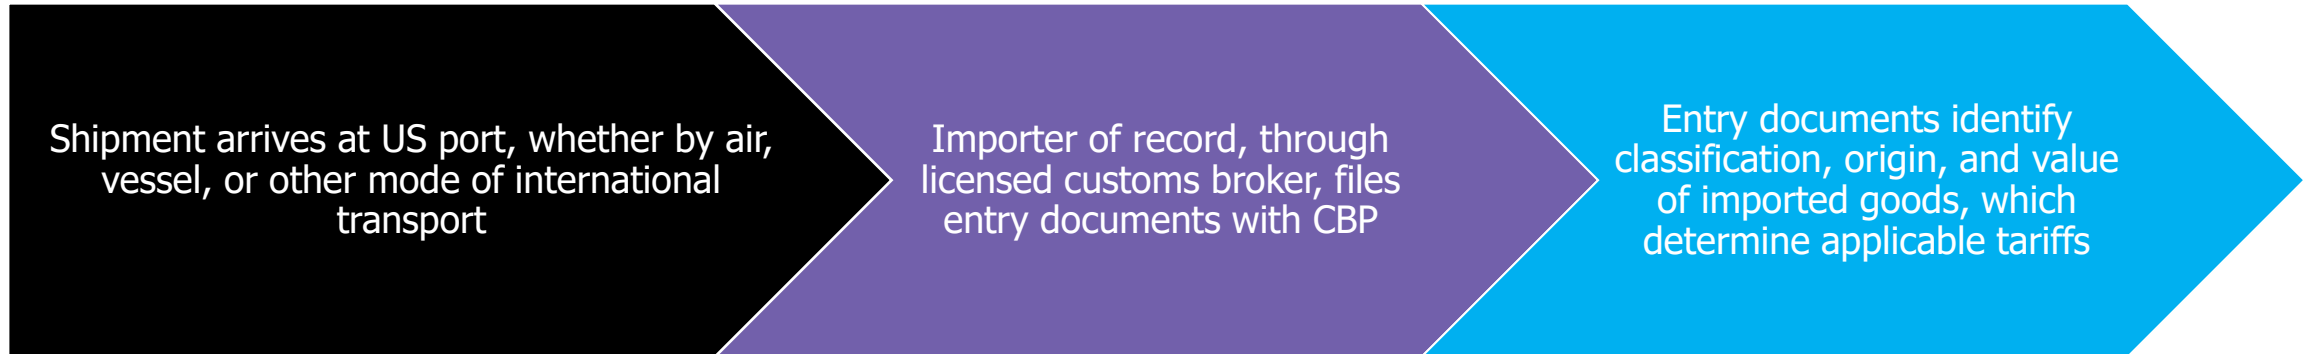 Shipment arrives at US port, whether by air,
vessel, or other mode of international
transport
Importer of record, through
licensed customs broker, files
entry documents with CBP
Entry documents identify
classification, origin, and value
of imported goods, which
determine applicable tariffs